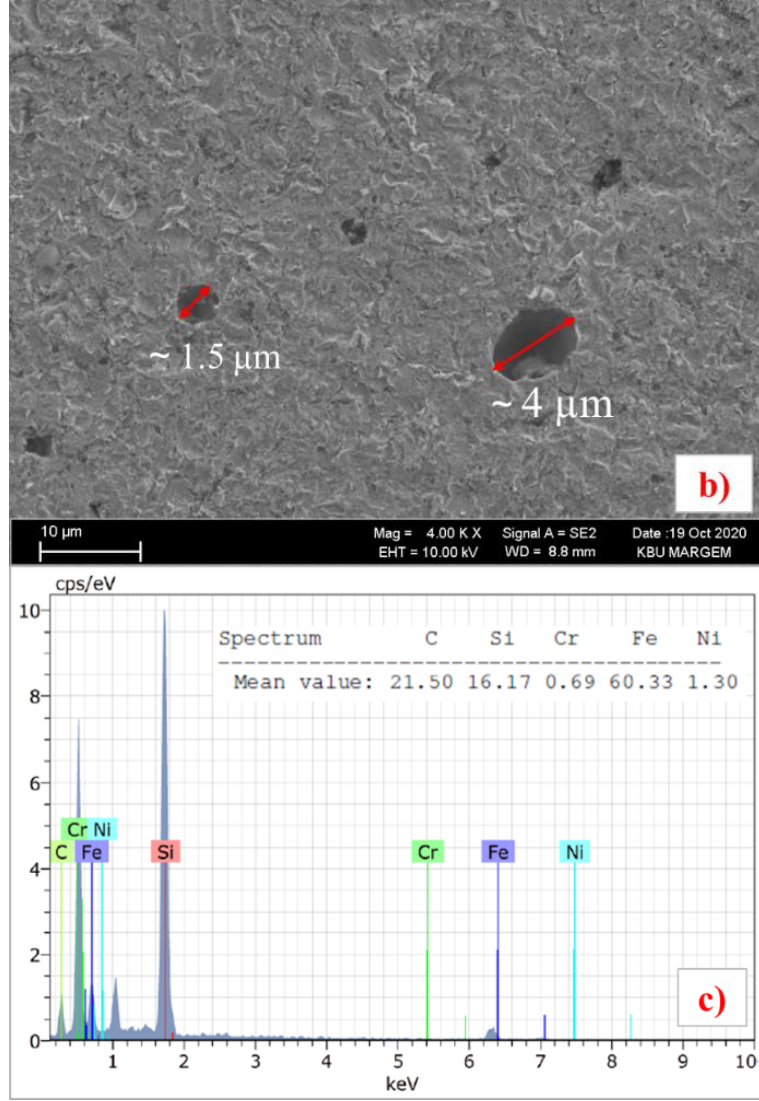 ~ 1.5 µm
~ 4 µm
b)
10 µm
Mag = 4.00 K X Signal A = SE2 Date :19 Oct 2020
EHT = 10.00 kV WD = 8.8 mm KBU MARGEM
cps/eV
Spectrum C Si Cr Fe Ni
Mean value: 21.50 16.17 0.69 60.33 1.30
10
8
6
Cr Ni
C Fe Si Cr Fe Ni
4
2
c)
0
1 2 3 4 5 6 7 8 9 10
keV